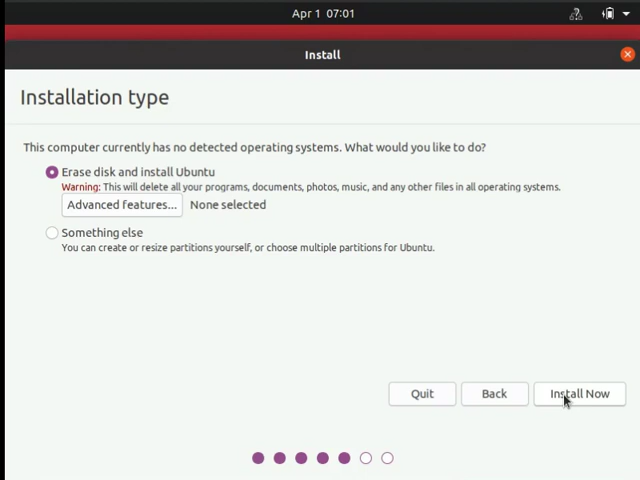 Apr 1 07:01
Install
Installation type
This computer currently has no detected operating systems. What would you like to do?
Erase disk and install Ubuntu
Warning: This will delete all your programs, documents, photos, music, and any other files in all operating systems.
Advanced features... None selected
Something else
You can create or resize partitions yourself, or choose multiple partitions for Ubuntu.
Quit Back Install Now